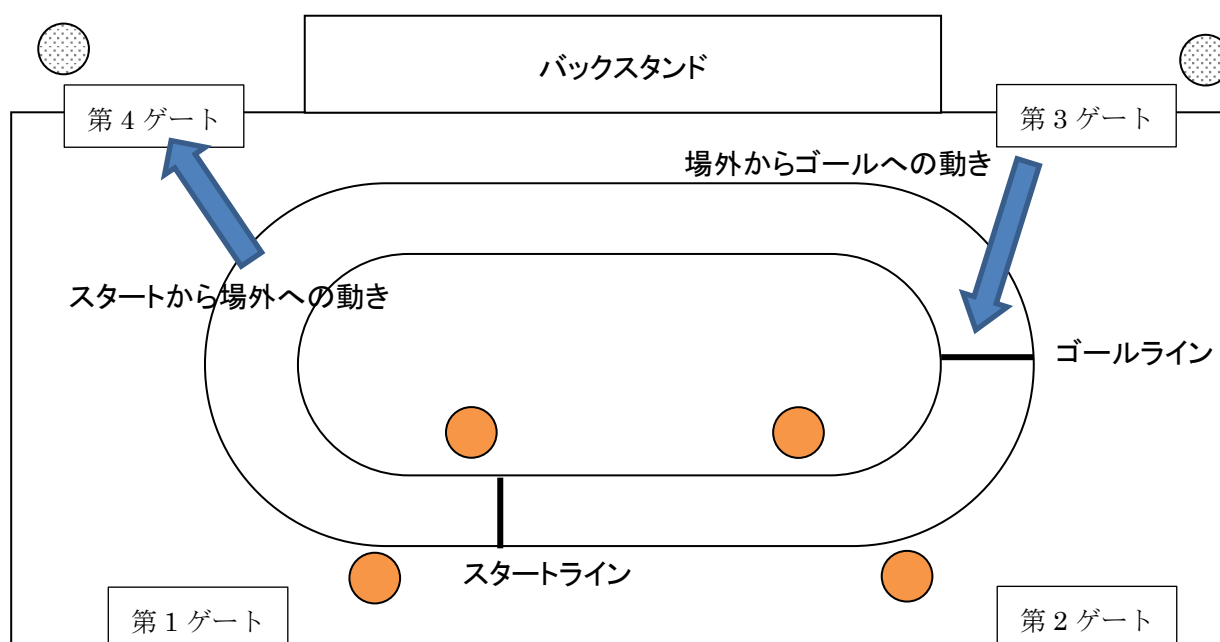 バックスタンド
第 4 ゲート
第 3 ゲート
場外からゴールへの動き
スタートから場外への動き
ゴールライン
スタートライン
第 1 ゲート
第 2 ゲート